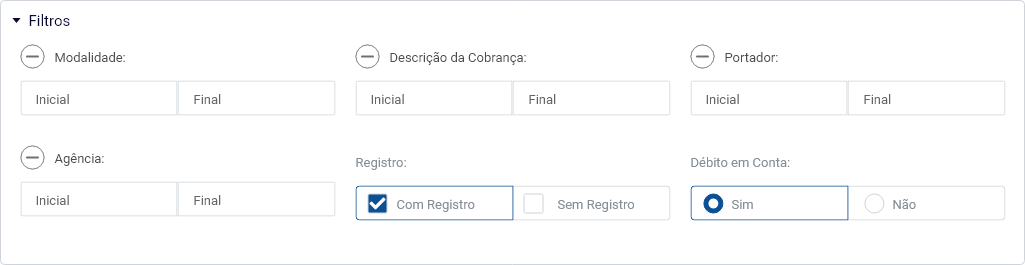 Filtros
Modalidade:
Descrição da Cobrança:
Portador:
Inicial Final
Inicial Final
Inicial Final
Agência:
Registro:
Débito em Conta:
Inicial Final
Com Registro Sem Registro
Sim Não